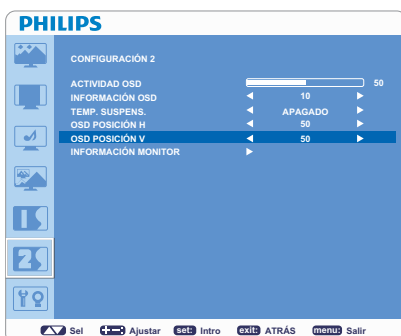 PHILIPS
CONFIGURACIÓN 2
ACTIVIDAD OSD 50
INFORMACIÓN OSD 10
TEMP. SUSPENS. APAGADO
OSD POSICIÓN H 50
OSD POSICIÓN V 50
INFORMACIÓN MONITOR
Sel Ajustar set: Intro exit: ATRÁS menu: Salir